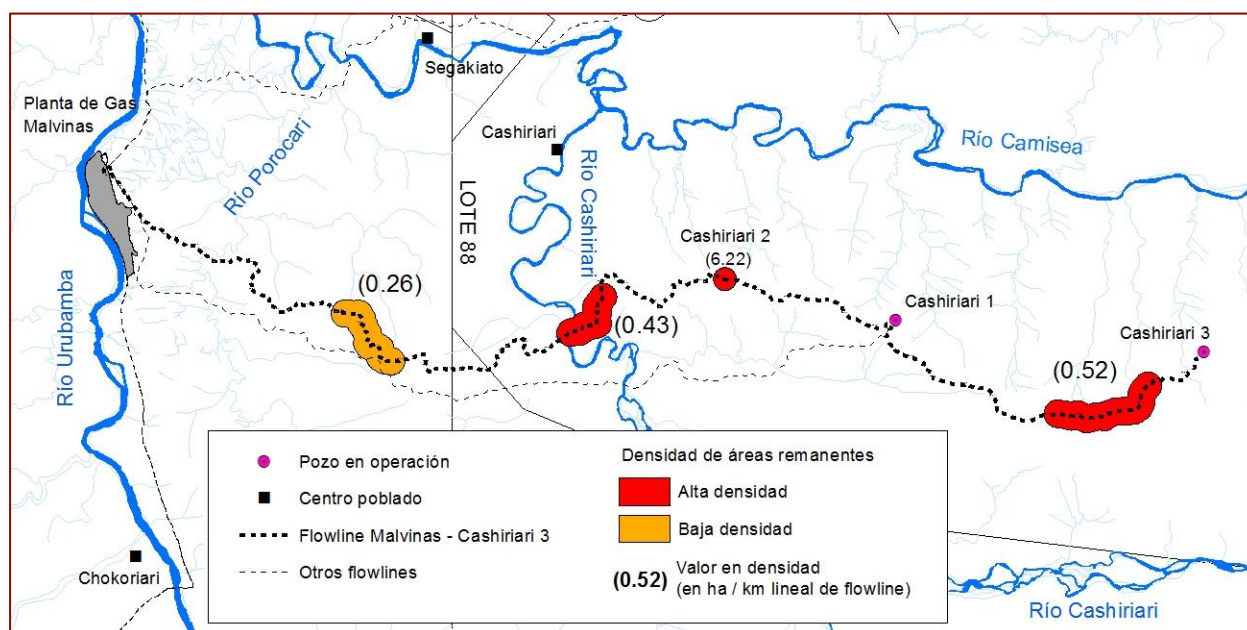 Segakiato
Planta de Gas
Malvinas
Río Porocari
Cashiriari
Río Camisea
LOTE 88
Río Cashiriari
Cashiriari 2
(6.22)
(0.26)
Cashiriari 1
(0.43)
Cashiriari 3
(0.52)
Río Urubamba
Chokoriari
Pozo en operación
Centro poblado
Flowline Malvinas - Cashiriari 3
Otros flowlines
Densidad de áreas remanentes
Alta densidad
Baja densidad
(0.52) Valor en densidad
(en ha / km lineal de flowline)
Río Cashiriari